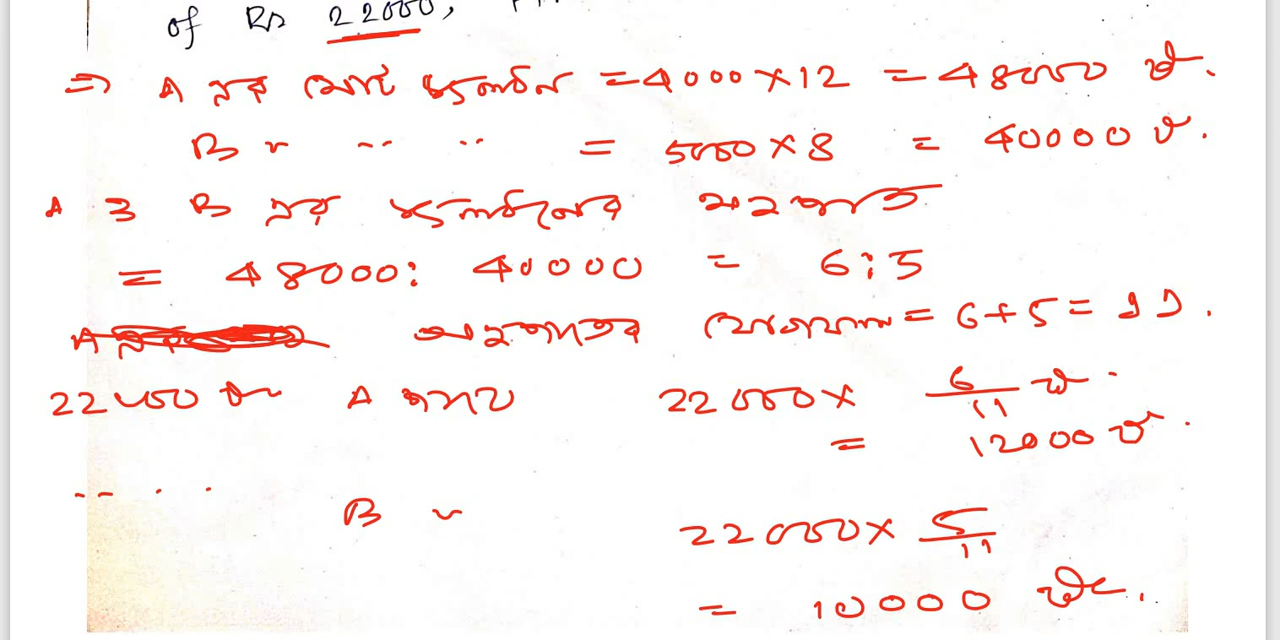 of Rs 22000,
⇒ A এর মোট মূলধন = 4000 × 12 = 48000 ট.
B " " " = 5000 × 8 = 40000 ট.
A ও B এর মূলধনের অনুপাত
= 48000 : 40000 = 6 : 5
অনুপাতের যোগফল = 6 + 5 = 11.
22000 টা A পাবে 22000 × 6/11 ট.
= 12000 ট.
" " " B " 22000 × 5/11
= 10000 ট.